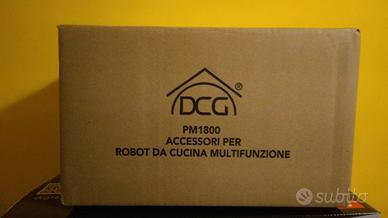 DCG®
PM1800
ACCESSORI PER
ROBOT DA CUCINA MULTIFUNZIONE
subito